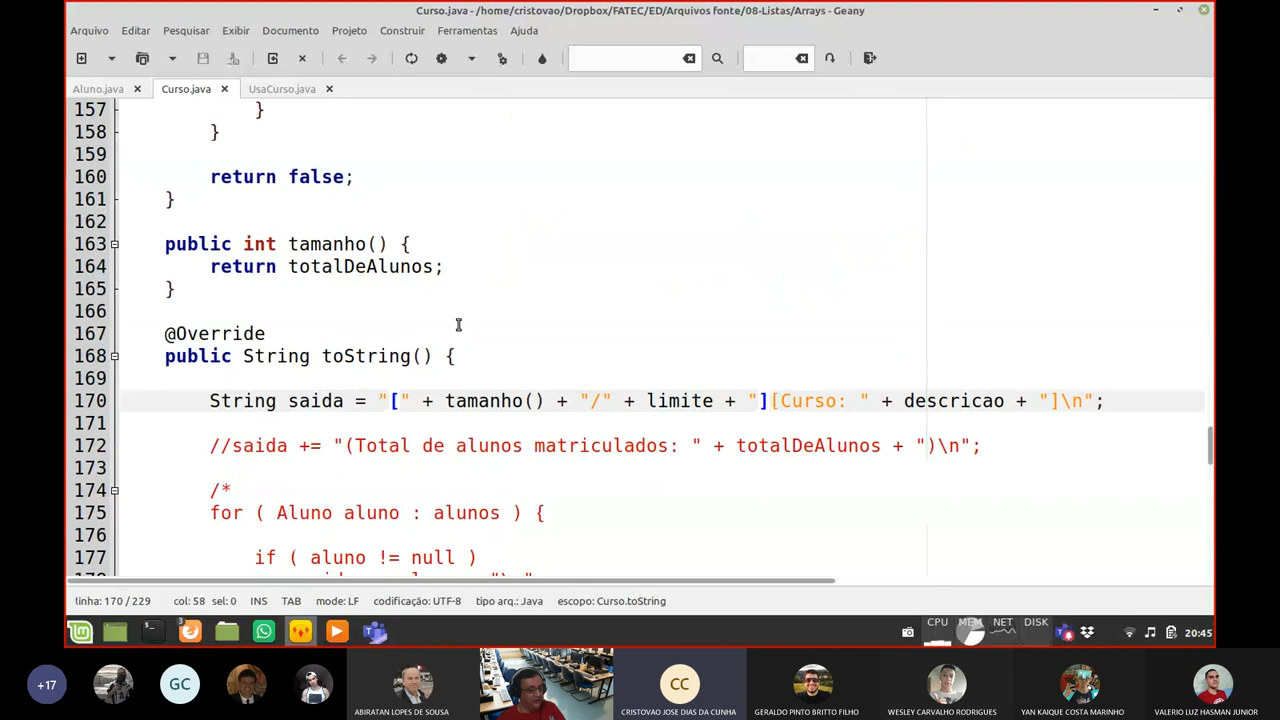 Curso.java - /home/cristovao/Dropbox/FATEC/ED/Arquivos fonte/08-Listas/Arrays - Geany
Arquivo Editar Pesquisar Exibir Documento Projeto Construir Ferramentas Ajuda
Aluno.java Curso.java UsaCurso.java
157 }
158 }
159
160 return false;
161 }
162
163 public int tamanho() {
164 return totalDeAlunos;
165 }
166
167 @Override
168 public String toString() {
169
170 String saida = "[" + tamanho() + "/" + limite + "][Curso: " + descricao + "]\n";
171
172 //saida += "(Total de alunos matriculados: " + totalDeAlunos + ")\n";
173
174 /*
175 for ( Aluno aluno : alunos ) {
176
177 if ( aluno != null )
linha: 170 / 229 col: 58 sel: 0 INS TAB mode: LF codificação: UTF-8 tipo arq.: Java escopo: Curso.toString
3 CPU MEM NET DISK 20:45
+17 GC CC
ABIRATAN LOPES DE SOUSA CRISTOVAO JOSE DIAS DA CUNHA GERALDO PINTO BRITTO FILHO WESLEY CARVALHO RODRIGUES YAN KAIQUE COSTA MARINHO VALERIO LUZ HASMAN JUNIOR